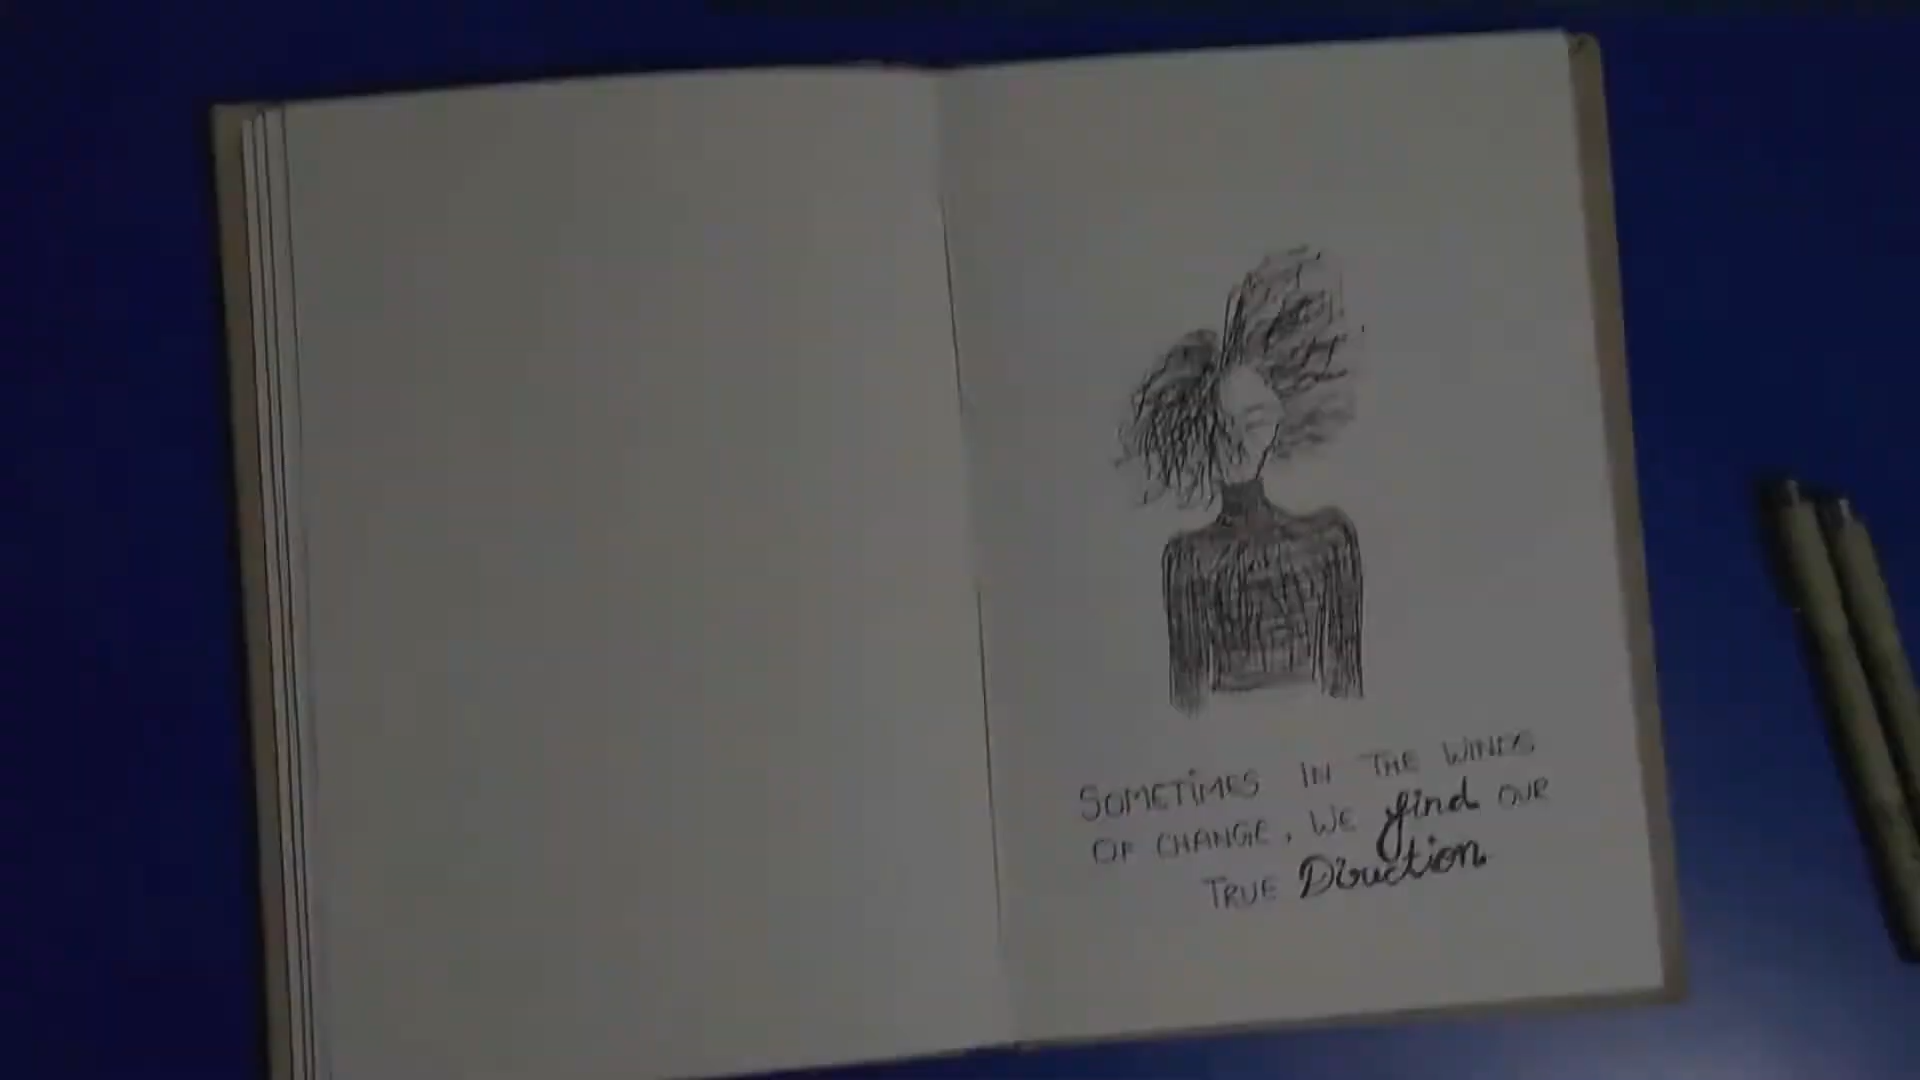 SOMETIMES IN THE WINDS
OF CHANGE, WE find OUR
TRUE Direction.